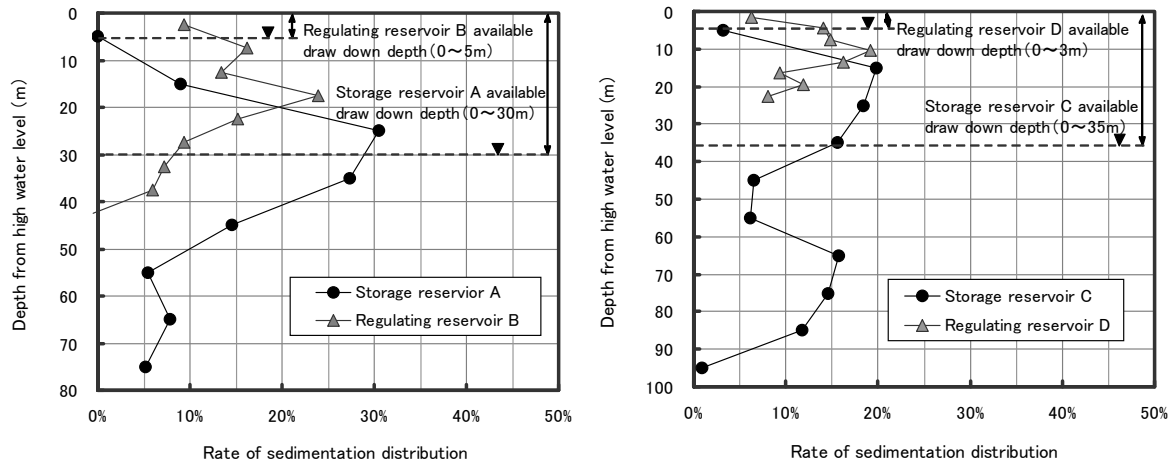 0
10
20
30
40
50
60
70
80
Depth from high water level (m)
0%
10%
20%
30%
40%
50%
Rate of sedimentation distribution
Regulating reservoir B available
draw down depth(0～5m)
Storage reservoir A available
draw down depth(0～30m)
Storage reservior A
Regulating reservoir B
0
10
20
30
40
50
60
70
80
90
100
Depth from high water level (m)
0%
10%
20%
30%
40%
50%
Rate of sedimentation distribution
Regulating reservoir D available
draw down depth(0～3m)
Storage reservoir C available
draw down depth(0～35m)
Storage reservoir C
Regulating reservoir D